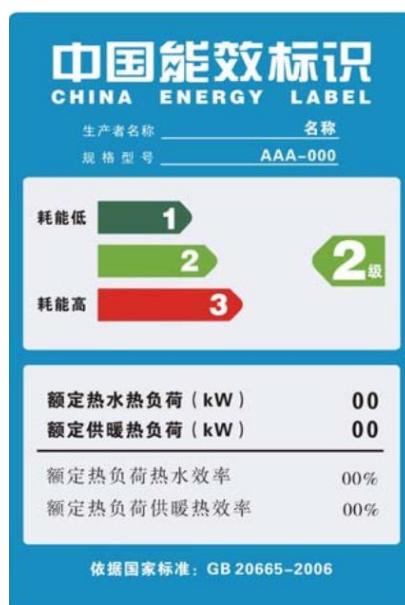 中国能效标识
CHINA ENERGY LABEL
生产者名称 名称
规格型号 AAA-000
耗能低 1
2 2级
耗能高 3
额定热水热负荷（kW） 00
额定供暖热负荷（kW） 00
额定热负荷热水效率 00%
额定热负荷供暖热效率 00%
依据国家标准：GB 20665-2006